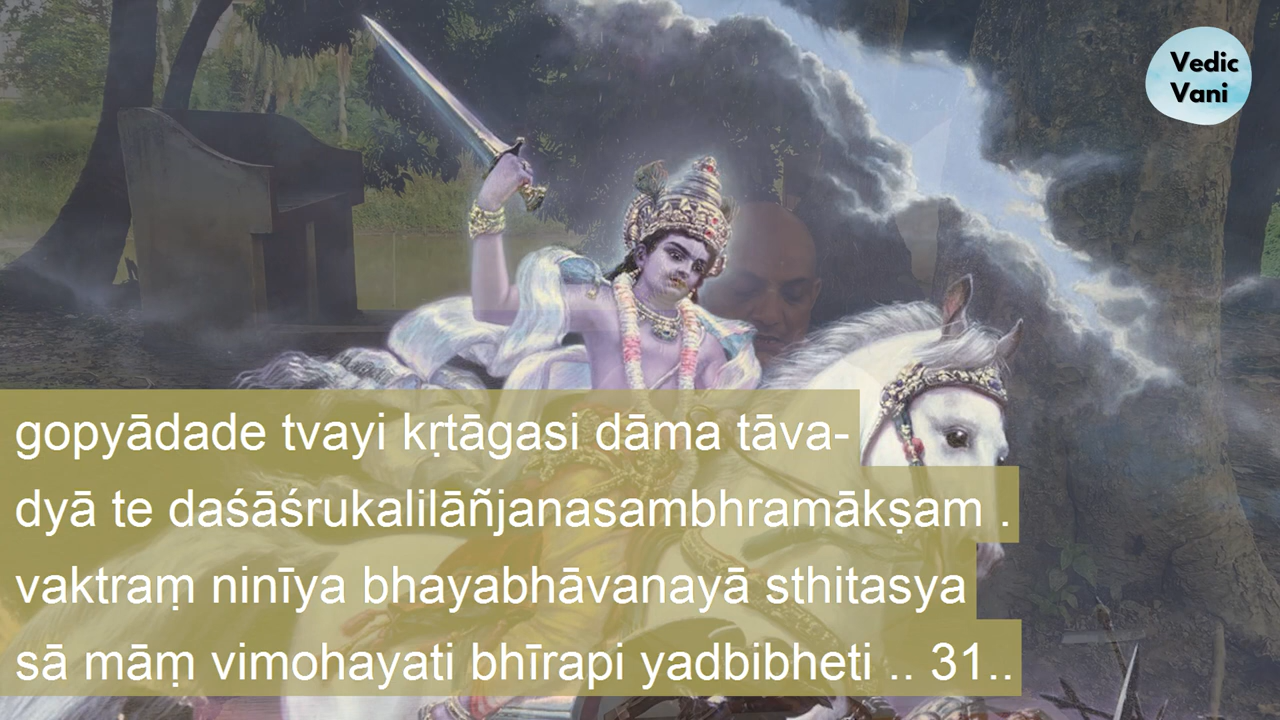 Vedic
Vani
gopyādade tvayi kṛtāgasi dāma tāva-
dyā te daśāśrukalilāñjanasambhramākṣam .
vaktraṃ ninīya bhayabhāvanayā sthitasya
sā māṃ vimohayati bhīrapi yadbibheti .. 31..